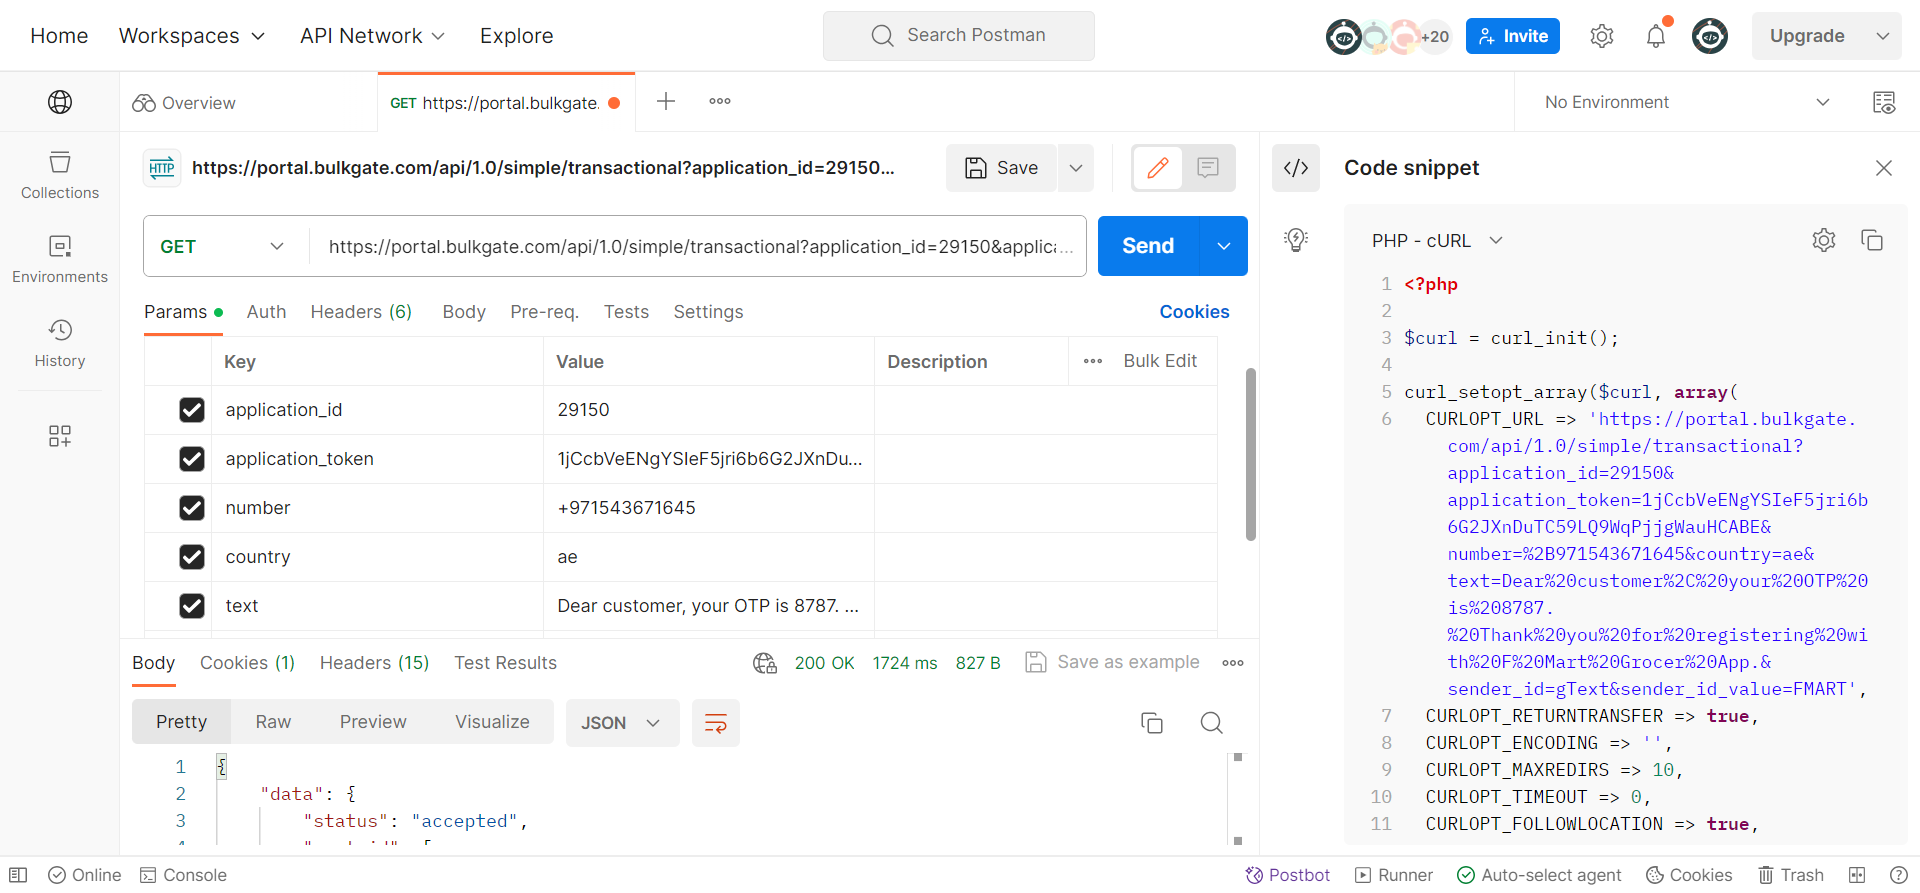 Home
Workspaces
API Network
Explore
Search Postman
+20
Invite
Upgrade
Overview
GET https://portal.bulkgate.
No Environment
Collections
Environments
History
HTTP
https://portal.bulkgate.com/api/1.0/simple/transactional?application_id=29150...
Save
GET
https://portal.bulkgate.com/api/1.0/simple/transactional?application_id=29150&applic...
Send
Params
Auth
Headers (6)
Body
Pre-req.
Tests
Settings
Cookies
Key Value Description Bulk Edit
application_id 29150
application_token 1jCcbVeENgYSIeF5jri6b6G2JXnDu...
number +971543671645
country ae
text Dear customer, your OTP is 8787. ...
Body
Cookies (1)
Headers (15)
Test Results
200 OK
1724 ms
827 B
Save as example
Pretty
Raw
Preview
Visualize
JSON
1 {
2 "data": {
3 "status": "accepted",
Code snippet
PHP - cURL
1 <?php
2
3 $curl = curl_init();
4
5 curl_setopt_array($curl, array(
6 CURLOPT_URL => 'https://portal.bulkgate.
com/api/1.0/simple/transactional?
application_id=29150&
application_token=1jCcbVeENgYSIeF5jri6b
6G2JXnDuTC59LQ9WqPjjgWauHCABE&
number=%2B971543671645&country=ae&
text=Dear%20customer%2C%20your%20OTP%20
is%208787.
%20Thank%20you%20for%20registering%20wi
th%20F%20Mart%20Grocer%20App.&
sender_id=gText&sender_id_value=FMART',
7 CURLOPT_RETURNTRANSFER => true,
8 CURLOPT_ENCODING => '',
9 CURLOPT_MAXREDIRS => 10,
10 CURLOPT_TIMEOUT => 0,
11 CURLOPT_FOLLOWLOCATION => true,
Online
Console
Postbot
Runner
Auto-select agent
Cookies
Trash